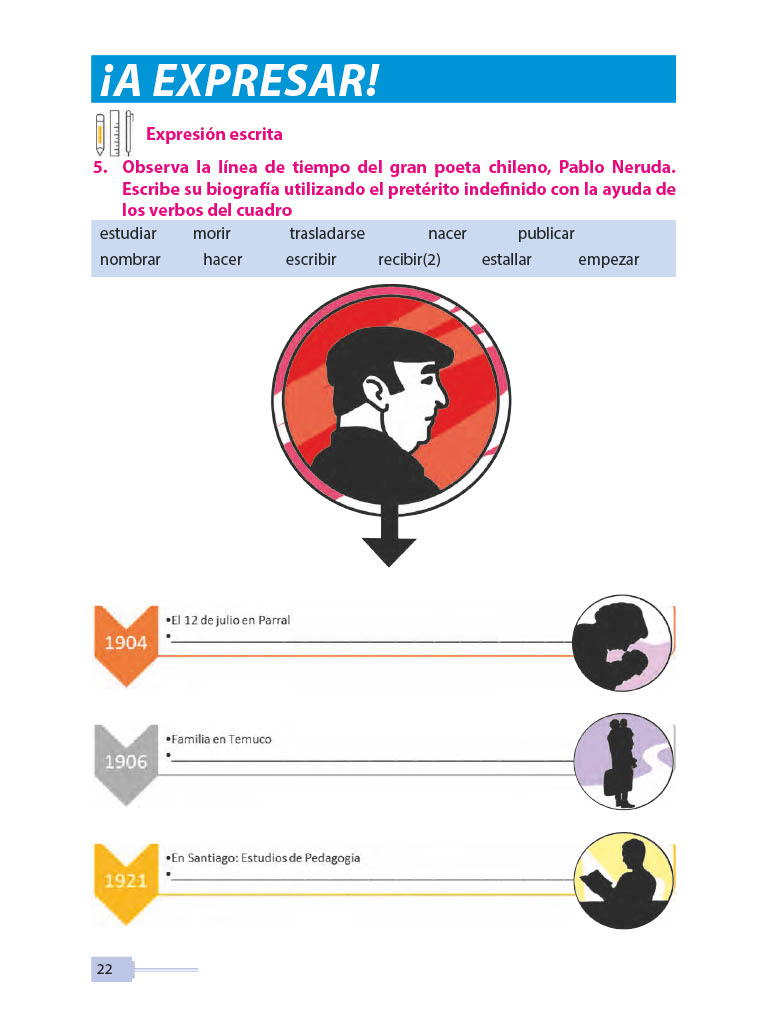 ¡A EXPRESAR!
Expresión escrita
5. Observa la línea de tiempo del gran poeta chileno, Pablo Neruda.
Escribe su biografía utilizando el pretérito indefinido con la ayuda de
los verbos del cuadro
estudiar morir trasladarse nacer publicar
nombrar hacer escribir recibir(2) estallar empezar
1904
•El 12 de julio en Parral
•
1906
•Familia en Temuco
•
1921
•En Santiago: Estudios de Pedagogía
•
22